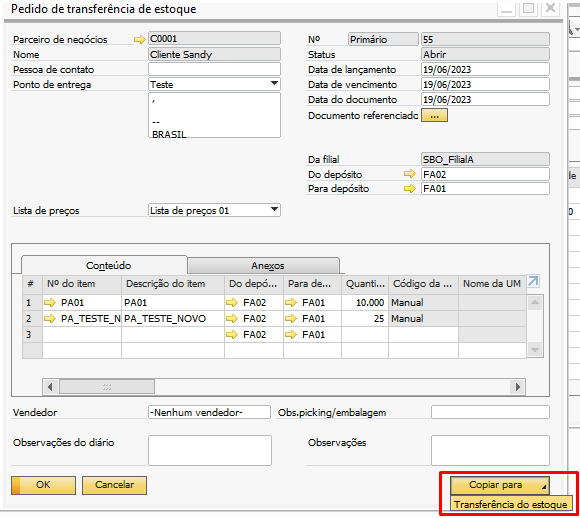 Pedido de transferência de estoque
Parceiro de negócios C0001 Nº Primário 55
Nome Cliente Sandy Status Abrir
Pessoa de contato Data de lançamento 19/06/2023
Ponto de entrega Teste Data de vencimento 19/06/2023
, Data do documento 19/06/2023
-- Documento referenciado ...
BRASIL
Da filial SBO_FilialA
Do depósito FA02
Para depósito FA01
Lista de preços Lista de preços 01
Conteúdo Anexos
# Nº do item Descrição do item Do depó... Para de... Quanti... Código da ... Nome da UM
1 PA01 PA01 FA02 FA01 10.000 Manual
2 PA_TESTE_N PA_TESTE_NOVO FA02 FA01 25 Manual
3 FA02 FA01
Vendedor -Nenhum vendedor- Obs.picking/embalagem
Observações do diário Observações
OK Cancelar Copiar para
Transferência do estoque